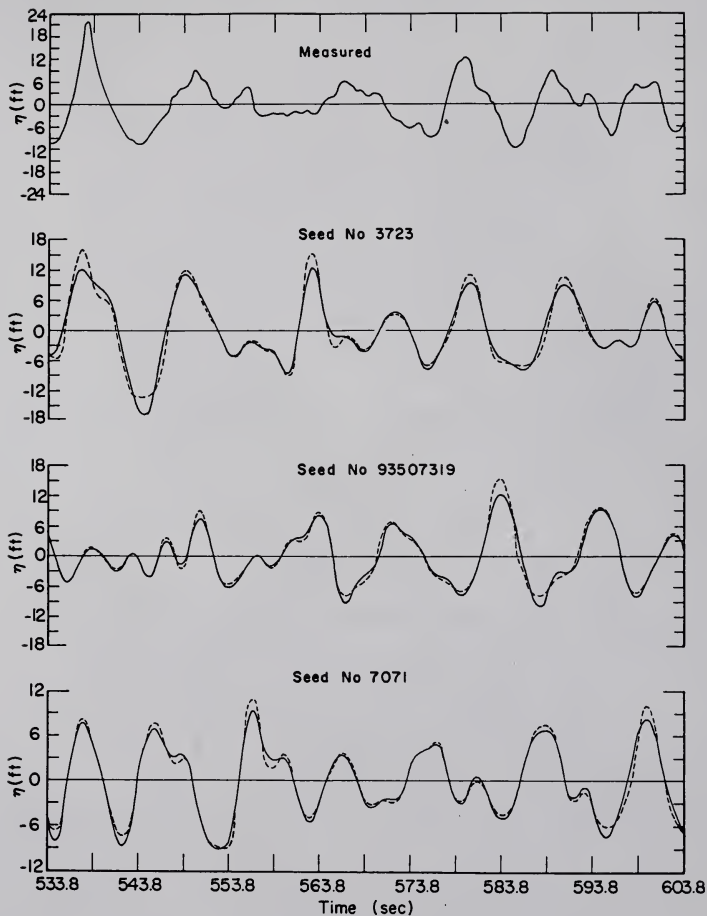 24
18
12
6
0
-6
-12
-18
-24
η(ft)
Measured
Seed No 3723
18
12
6
0
-6
-12
-18
η(ft)
Seed No 93507319
18
12
6
0
-6
-12
-18
η(ft)
Seed No 7071
12
6
0
-6
-12
η(ft)
533.8 543.8 553.8 563.8 573.8 583.8 593.8 603.8
Time (sec)